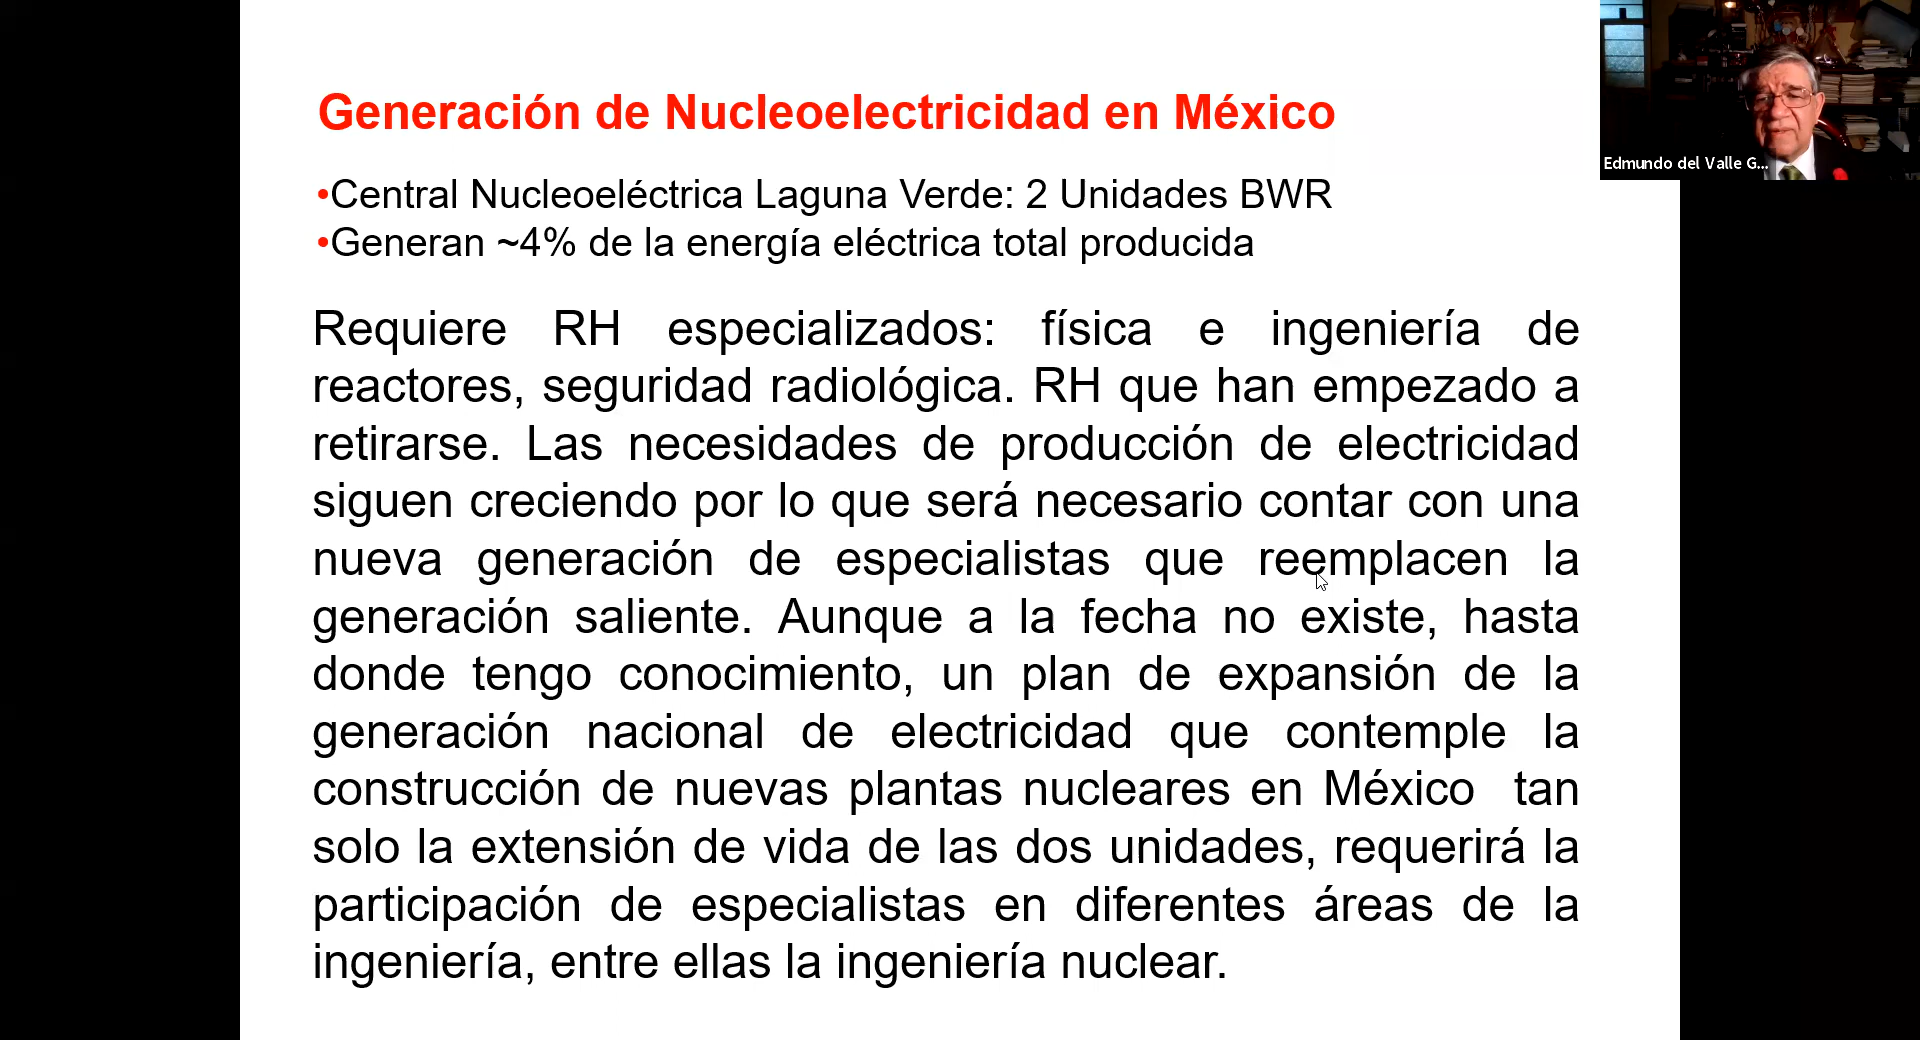 Generación de Nucleoelectricidad en México
•Central Nucleoeléctrica Laguna Verde: 2 Unidades BWR
•Generan ~4% de la energía eléctrica total producida
Requiere RH especializados: física e ingeniería de
reactores, seguridad radiológica. RH que han empezado a
retirarse. Las necesidades de producción de electricidad
siguen creciendo por lo que será necesario contar con una
nueva generación de especialistas que reemplacen la
generación saliente. Aunque a la fecha no existe, hasta
donde tengo conocimiento, un plan de expansión de la
generación nacional de electricidad que contemple la
construcción de nuevas plantas nucleares en México tan
solo la extensión de vida de las dos unidades, requerirá la
participación de especialistas en diferentes áreas de la
ingeniería, entre ellas la ingeniería nuclear.
Edmundo del Valle G...